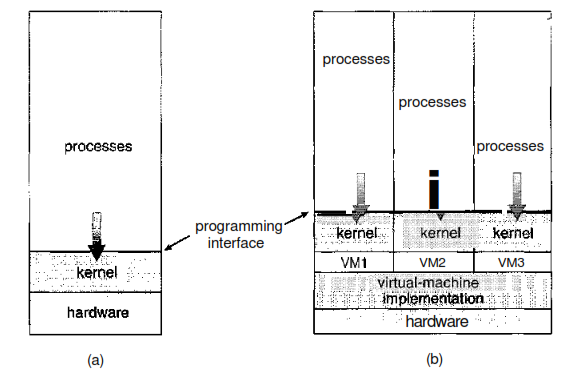 processes
processes
processes
processes
programming
interface
kernel
kernel
kernel
kernel
VM1
VM2
VM3
virtual-machine
implementation
hardware
hardware
(a)
(b)